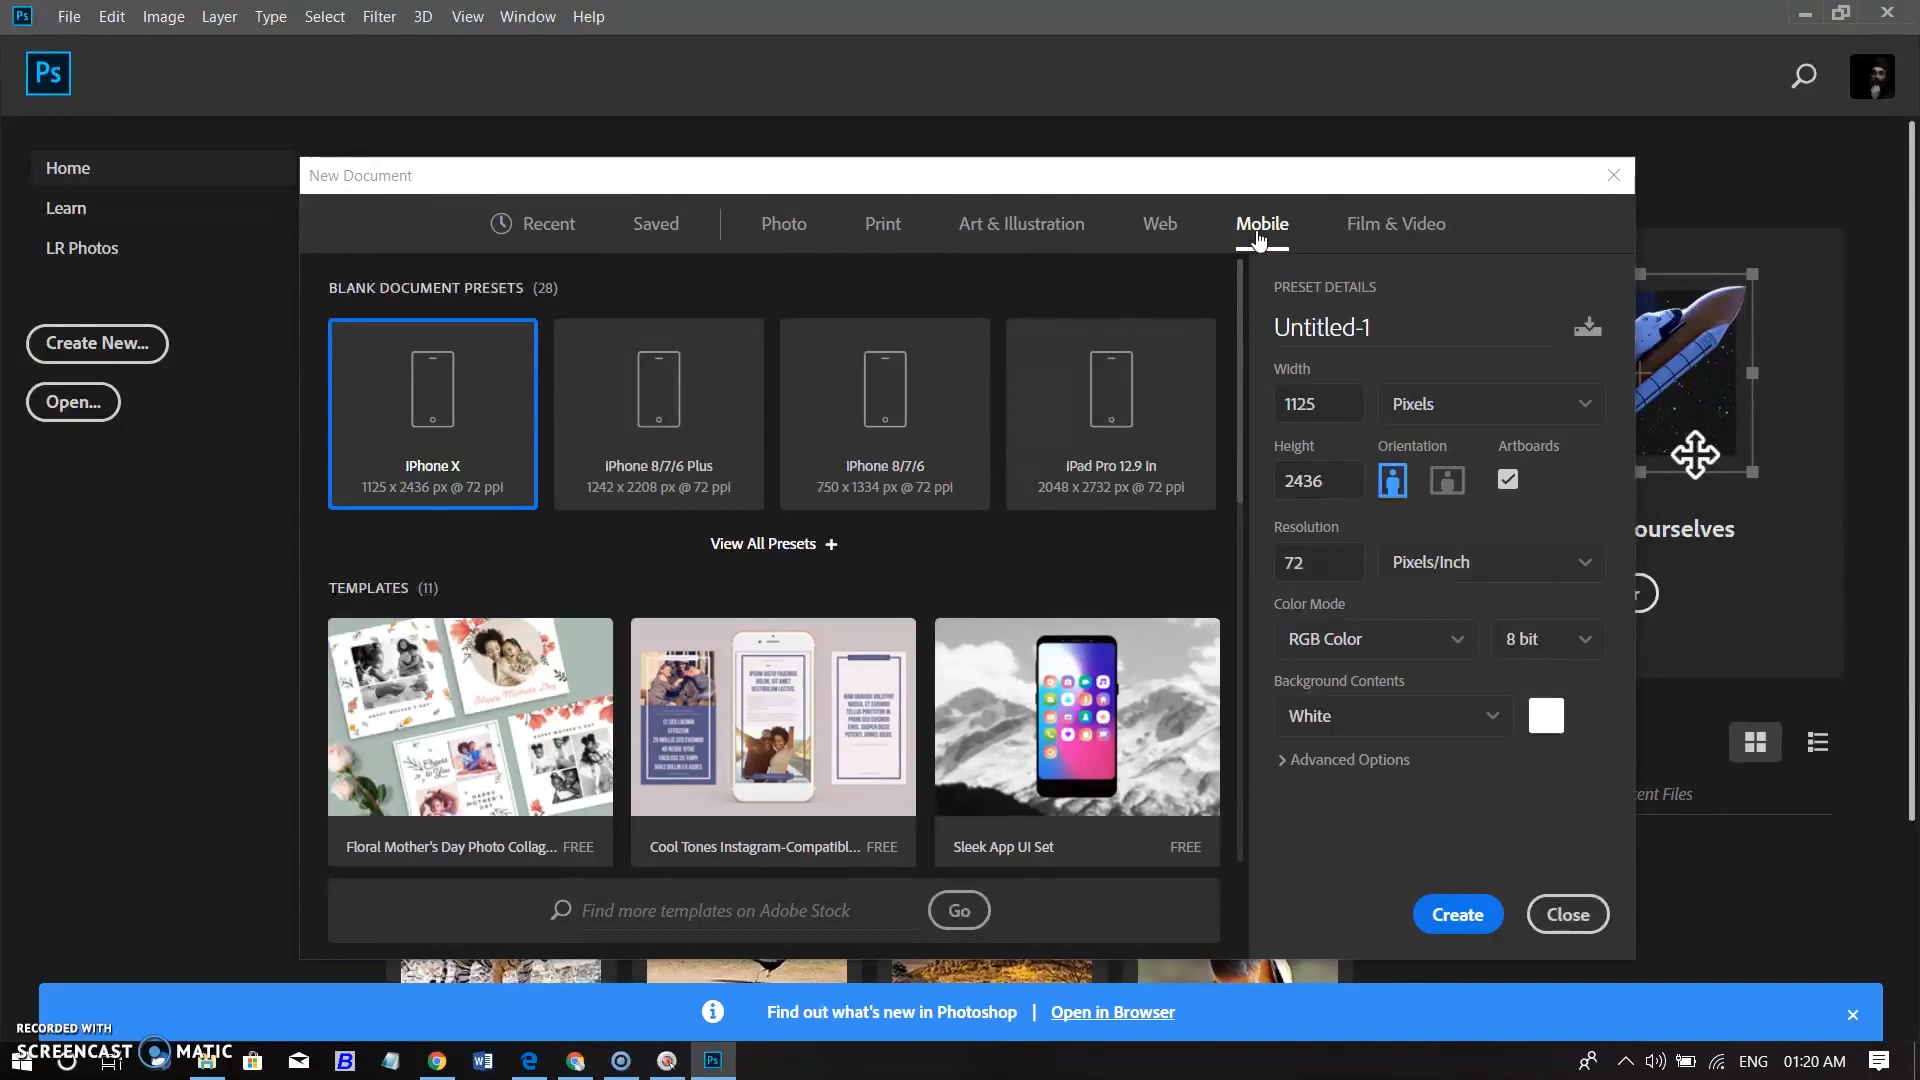 Ps File Edit Image Layer Type Select Filter 3D View Window Help
Ps
Home
Learn
LR Photos
Create New...
Open...
New Document
Recent Saved Photo Print Art & Illustration Web Mobile Film & Video
BLANK DOCUMENT PRESETS (28)
iPhone X
1125 x 2436 px @ 72 ppi
iPhone 8/7/6 Plus
1242 x 2208 px @ 72 ppi
iPhone 8/7/6
750 x 1334 px @ 72 ppi
iPad Pro 12.9 in
2048 x 2732 px @ 72 ppi
View All Presets +
TEMPLATES (11)
Floral Mother's Day Photo Collag... FREE
Cool Tones Instagram-Compatibl... FREE
Sleek App UI Set FREE
Find more templates on Adobe Stock Go
PRESET DETAILS
Untitled-1
Width
1125 Pixels
Height Orientation Artboards
2436
Resolution
72 Pixels/Inch
Color Mode
RGB Color 8 bit
Background Contents
White
Advanced Options
Create Close
ourselves
r
ent Files
Find out what's new in Photoshop | Open in Browser
RECORDED WITH
SCREENCAST MATIC
ENG 01:20 AM